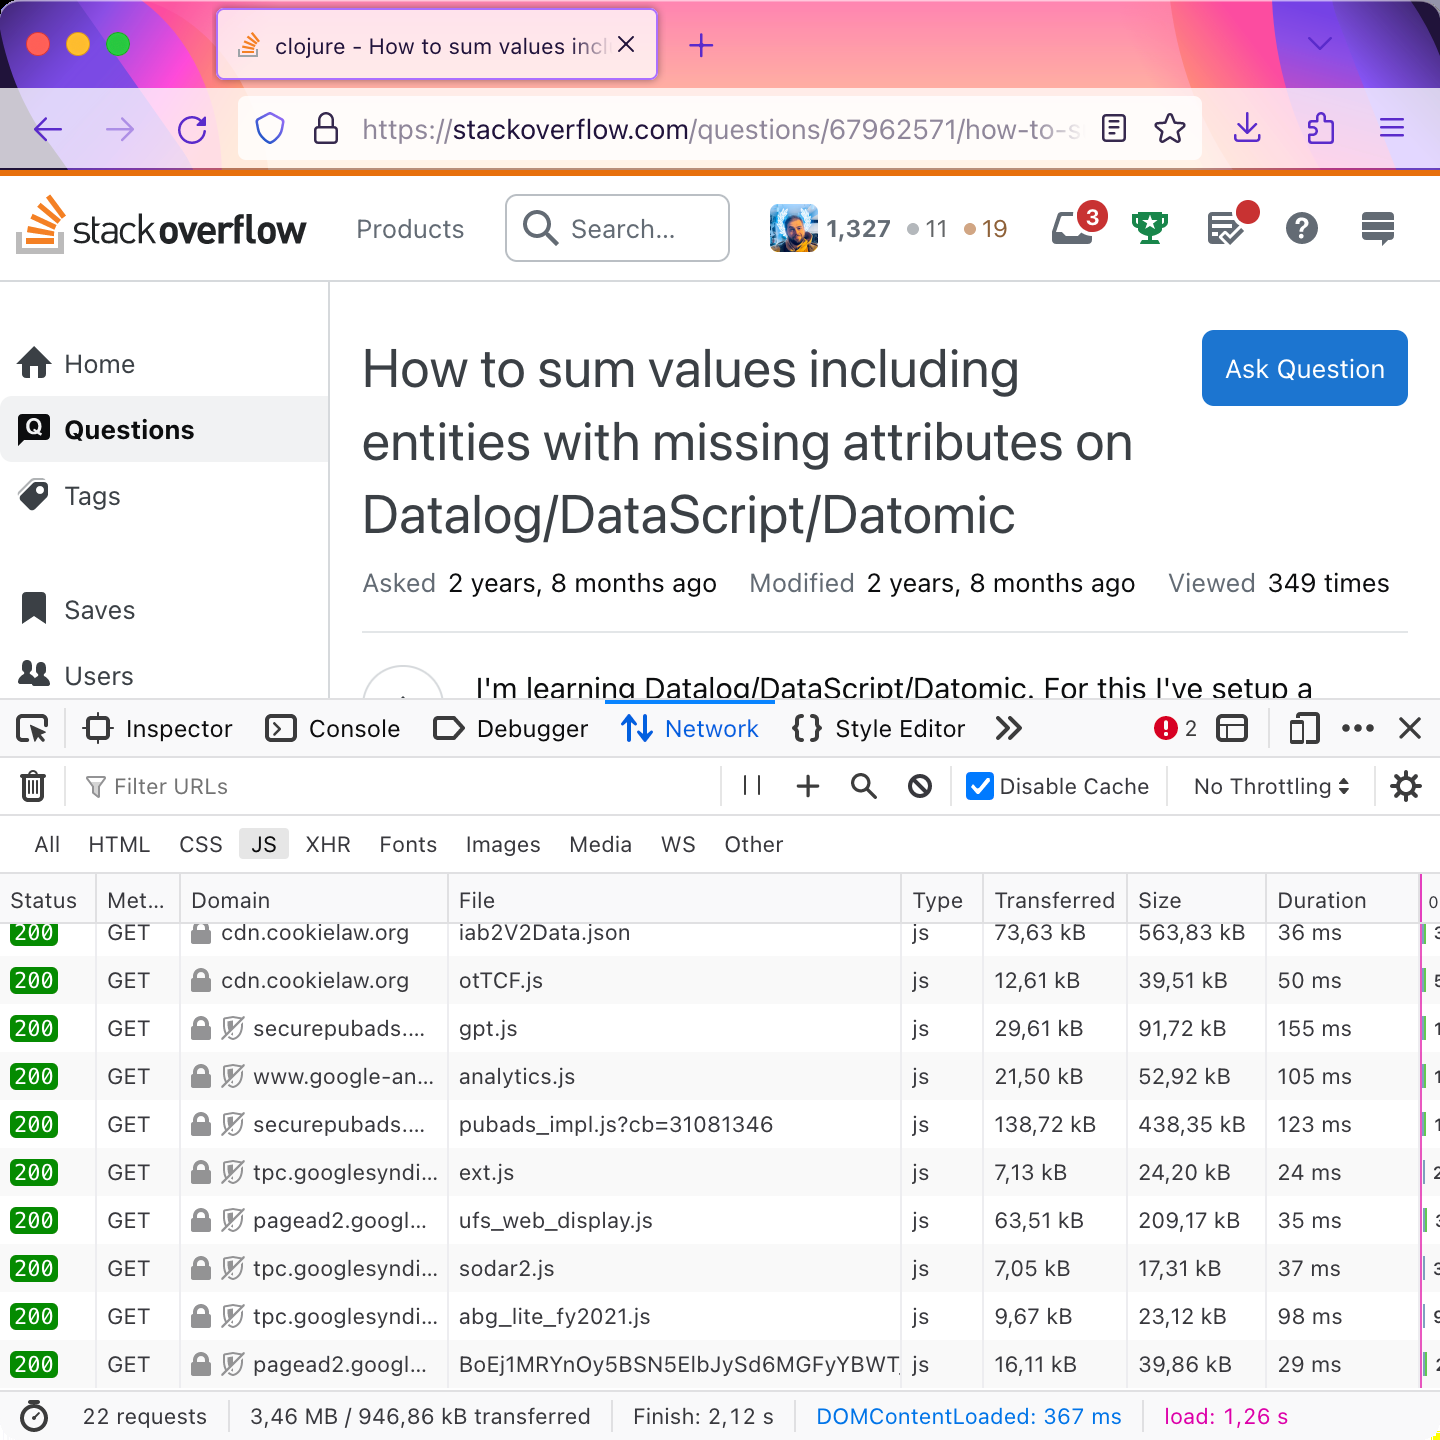 clojure - How to sum values incl
https://stackoverflow.com/questions/67962571/how-to-s
stackoverflow Products Search... 1,327 11 19 3
Home
Questions
Tags
Saves
Users
How to sum values including
entities with missing attributes on
Datalog/DataScript/Datomic
Ask Question
Asked 2 years, 8 months ago Modified 2 years, 8 months ago Viewed 349 times
I'm learning Datalog/DataScript/Datomic. For this I've setup a
Inspector Console Debugger Network Style Editor 2
Filter URLs Disable Cache No Throttling
All HTML CSS JS XHR Fonts Images Media WS Other
Status Met... Domain File Type Transferred Size Duration 0
200 GET cdn.cookielaw.org iab2V2Data.json js 73,63 kB 563,83 kB 36 ms
200 GET cdn.cookielaw.org otTCF.js js 12,61 kB 39,51 kB 50 ms
200 GET securepubads.... gpt.js js 29,61 kB 91,72 kB 155 ms
200 GET www.google-an... analytics.js js 21,50 kB 52,92 kB 105 ms
200 GET securepubads.... pubads_impl.js?cb=31081346 js 138,72 kB 438,35 kB 123 ms
200 GET tpc.googlesyndi... ext.js js 7,13 kB 24,20 kB 24 ms
200 GET pagead2.googl... ufs_web_display.js js 63,51 kB 209,17 kB 35 ms
200 GET tpc.googlesyndi... sodar2.js js 7,05 kB 17,31 kB 37 ms
200 GET tpc.googlesyndi... abg_lite_fy2021.js js 9,67 kB 23,12 kB 98 ms
200 GET pagead2.googl... BoEj1MRYnOy5BSN5ElbJySd6MGFyYBWT js 16,11 kB 39,86 kB 29 ms
22 requests 3,46 MB / 946,86 kB transferred Finish: 2,12 s DOMContentLoaded: 367 ms load: 1,26 s